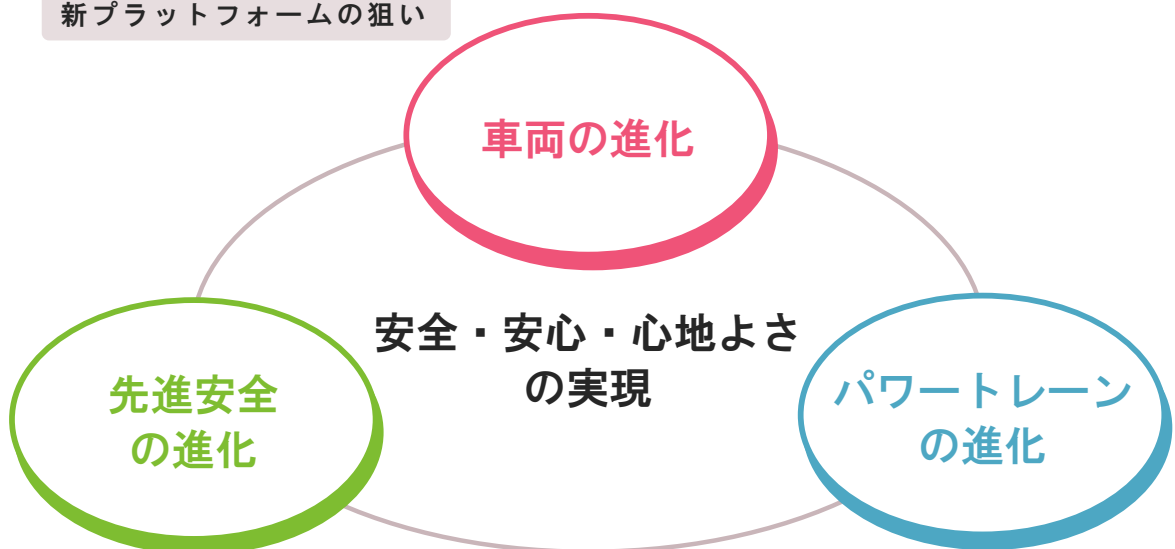 新プラットフォームの狙い
車両の進化
安全・安心・心地よさ
の実現
先進安全
の進化
パワートレーン
の進化